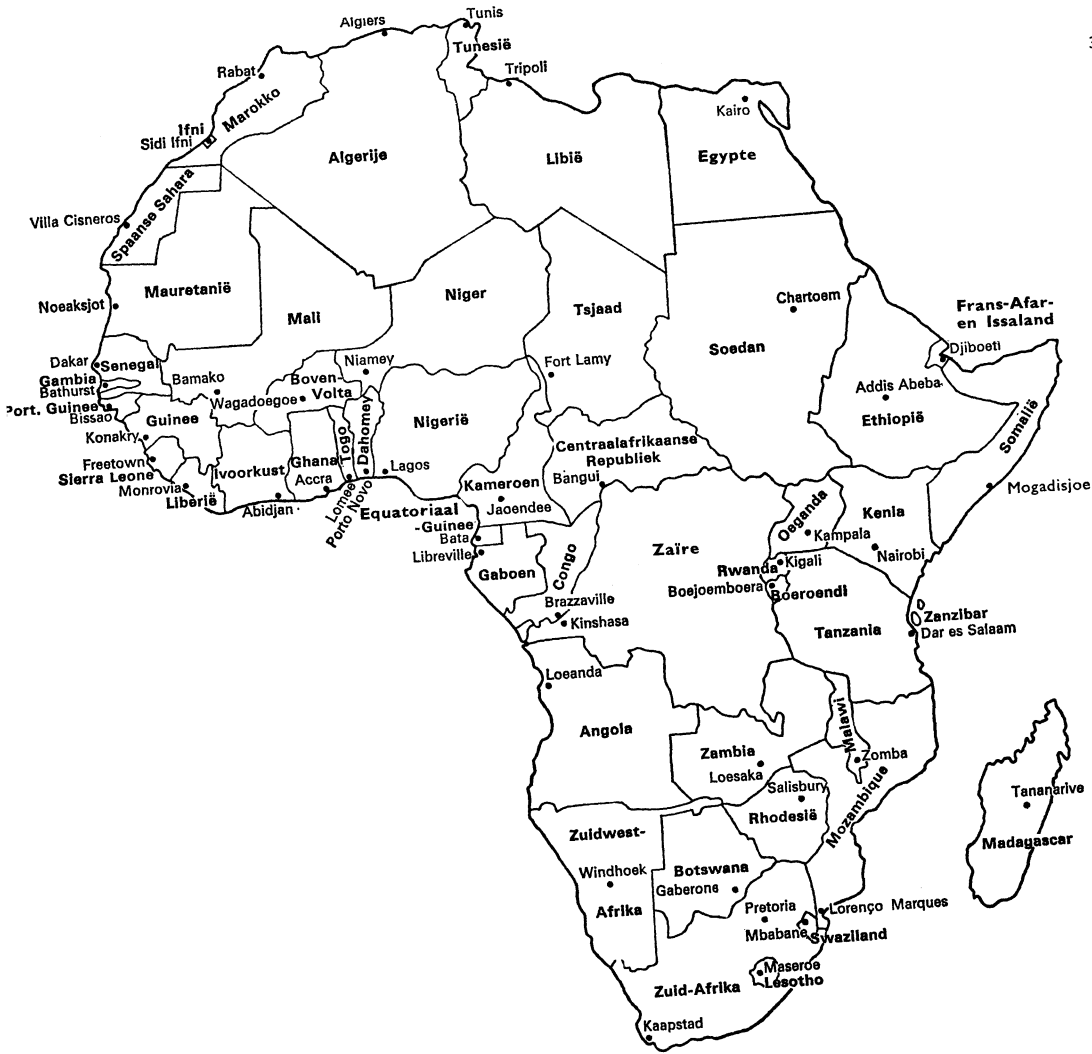 Tunis
Algiers
Tunesië
3
Rabat
Tripoli
Marokko
Kairo
Ifni
Sidi Ifni
Algerije
Libië
Egypte
Spaanse Sahara
Villa Cisneros
Mauretanië
Niger
Noeaksjot
Mali
Tsjaad
Chartoem
Frans-Afar-
en Issaland
Soedan
Djiboeti
Dakar
Senegal
Niamey
Fort Lamy
Gambia
Bathurst
Bamako
Boven-
Volta
Wagadoegoe
Addis Abeba
Port. Guinee
Bissao
Guinee
Nigerië
Ethiopië
Somalië
Konakry
Togo
Dahomey
Centraalafrikaanse
Republiek
Freetown
Sierra Leone
Ivoorkust
Ghana
Lagos
Bangui
Monrovia
Liberië
Accra
Kameroen
Mogadisjoe
Abidjan
Lomee
Porto Novo
Equatoriaal
-Guinee
Jaoendee
Oeganda
Kenia
Bata
Kampala
Libreville
Zaïre
Nairobi
Gaboen
Congo
Rwanda
Kigali
Boejoemboera
Boeroendi
Brazzaville
Zanzibar
Kinshasa
Tanzania
Dar es Salaam
Loeanda
Angola
Malawi
Zambia
Zomba
Loesaka
Salisbury
Tananarive
Mozambique
Rhodesië
Zuidwest-
Madagascar
Windhoek
Botswana
Gaberone
Afrika
Pretoria
Lorenço Marques
Mbabane
Swaziland
Maseroe
Lesotho
Zuid-Afrika
Kaapstad